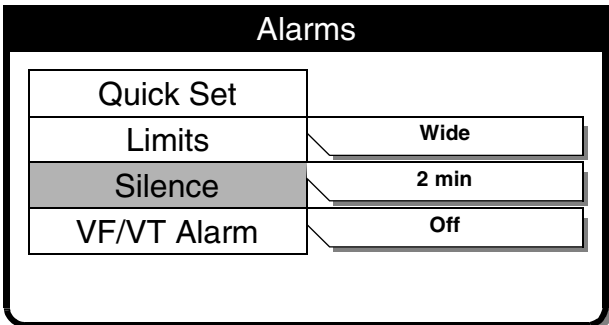 Alarms
Quick Set
Limits Wide
Silence 2 min
VF/VT Alarm Off